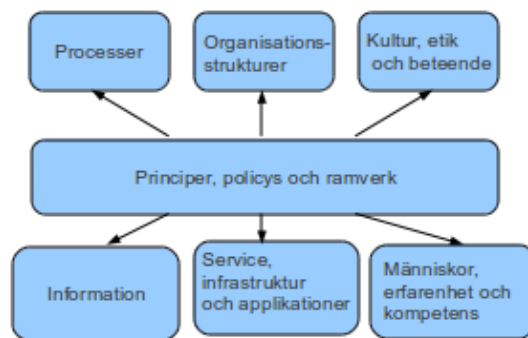 Processer
Organisations-
strukturer
Kultur, etik
och beteende
Principer, policys och ramverk
Information
Service,
infrastruktur
och applikationer
Människor,
erfarenhet och
kompetens